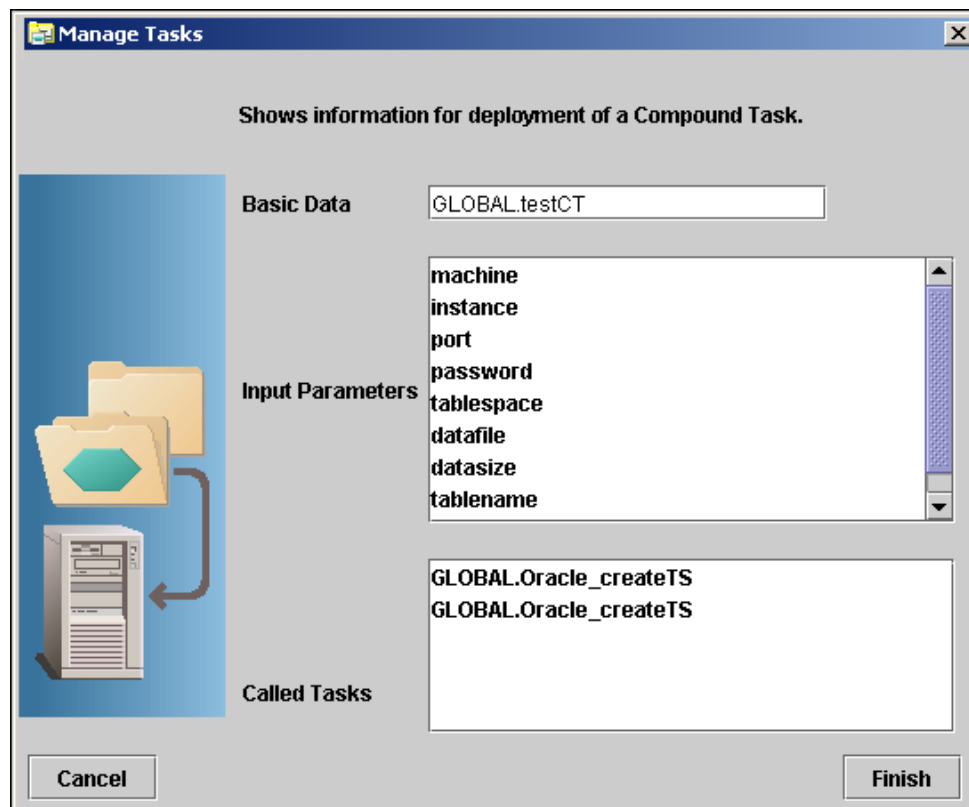 Manage Tasks
Shows information for deployment of a Compound Task.
Basic Data
GLOBAL.testCT
Input Parameters
machine
instance
port
password
tablespace
datafile
datasize
tablename
Called Tasks
GLOBAL.Oracle_createTS
GLOBAL.Oracle_createTS
Cancel
Finish